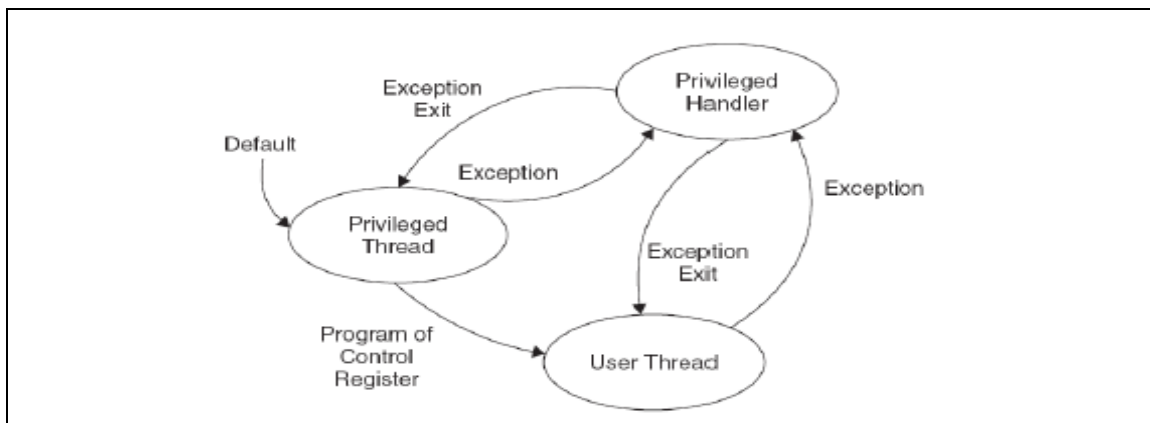 Privileged
Handler
Exception
Exit
Default
Exception
Exception
Privileged
Thread
Exception
Exit
Program of
Control
Register
User Thread